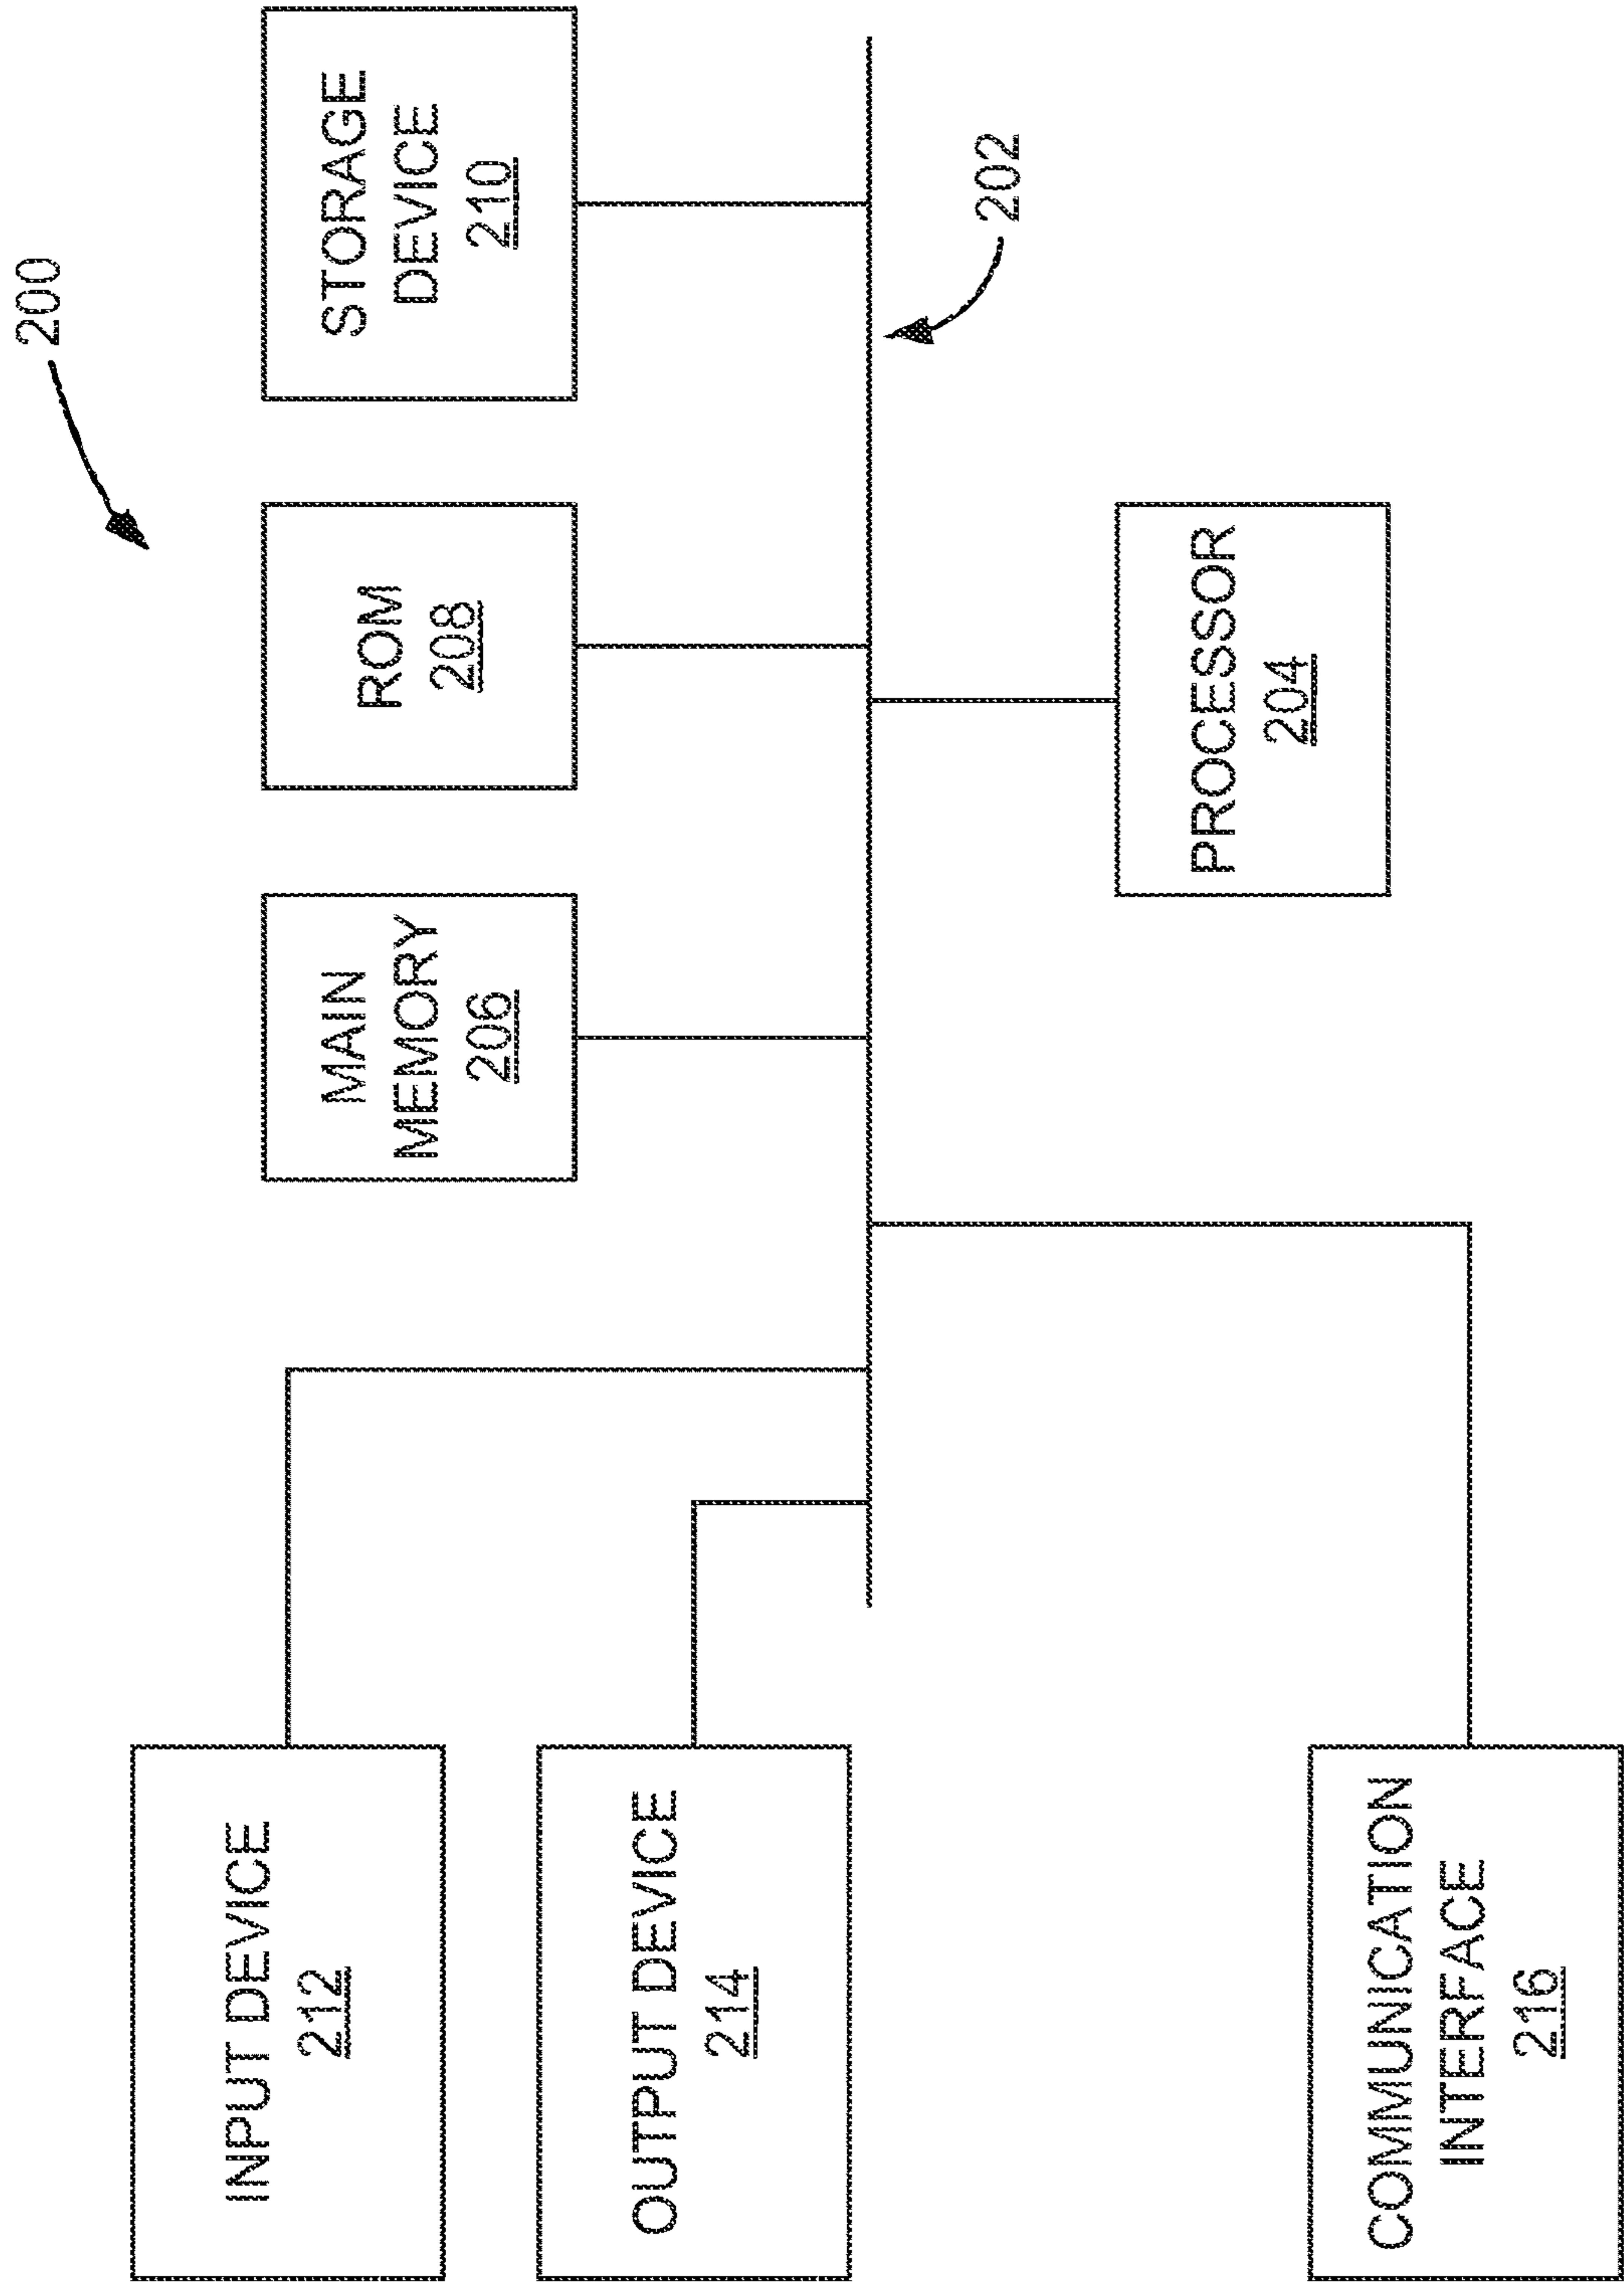 200
MAIN
MEMORY
206
ROM
208
STORAGE
DEVICE
210
INPUT DEVICE
212
OUTPUT DEVICE
214
202
PROCESSOR
204
COMMUNICATION
INTERFACE
216